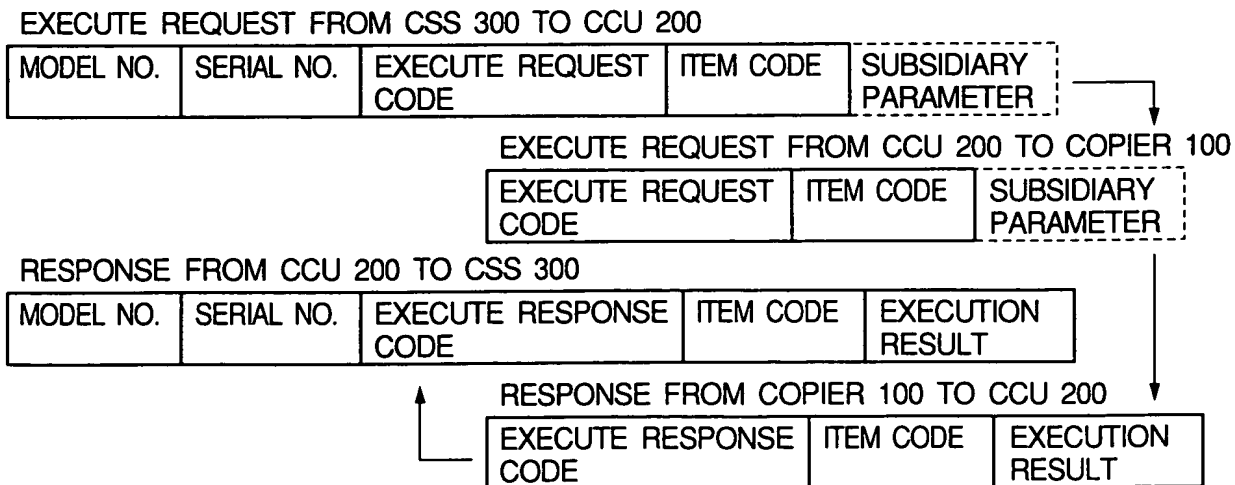 EXECUTE REQUEST FROM CSS 300 TO CCU 200
MODEL NO. SERIAL NO. EXECUTE REQUEST ITEM CODE SUBSIDIARY
CODE PARAMETER
EXECUTE REQUEST FROM CCU 200 TO COPIER 100
EXECUTE REQUEST ITEM CODE SUBSIDIARY
CODE PARAMETER
RESPONSE FROM CCU 200 TO CSS 300
MODEL NO. SERIAL NO. EXECUTE RESPONSE ITEM CODE EXECUTION
CODE RESULT
RESPONSE FROM COPIER 100 TO CCU 200
EXECUTE RESPONSE ITEM CODE EXECUTION
CODE RESULT